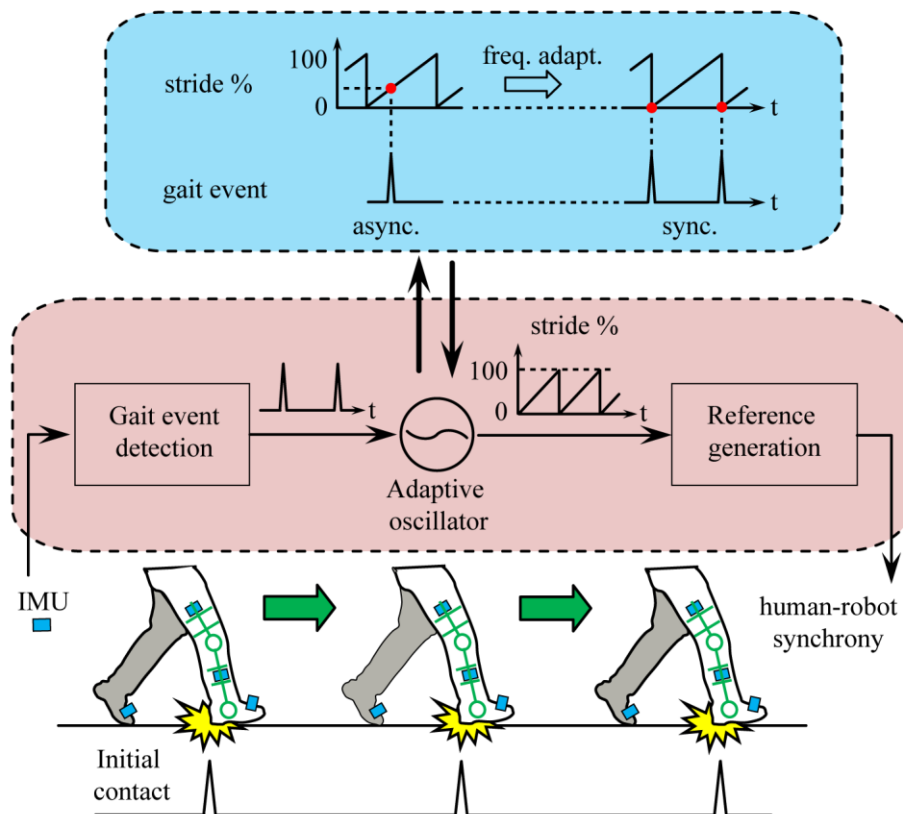 100
freq. adapt.
stride %
0
t
gait event
t
async.
sync.
stride %
100
Gait event
detection
t
0
t
Reference
generation
Adaptive
oscillator
IMU
human-robot
synchrony
Initial
contact